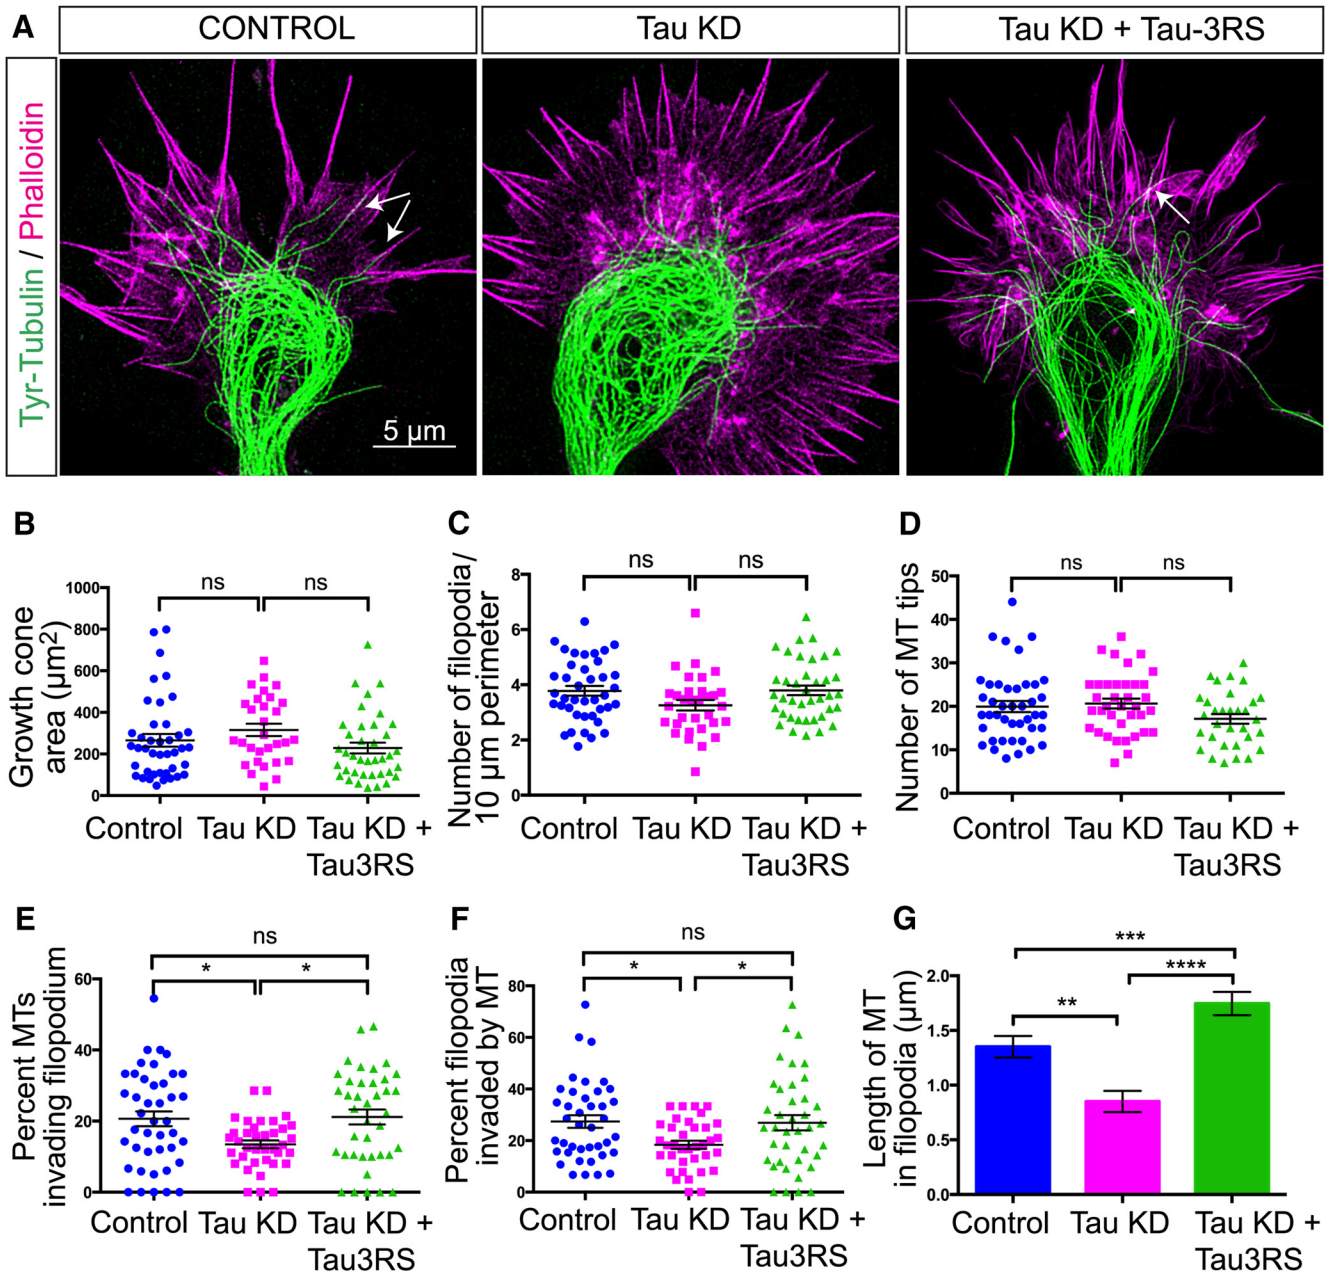 A
CONTROL
Tau KD
Tau KD + Tau-3RS
Tyr-Tubulin / Phalloidin
5 µm
B
Growth cone
area (µm2)
1000
800
600
400
200
0
ns
ns
Control
Tau KD
Tau KD +
Tau3RS
C
Number of filopodia/
10 µm perimeter
8
6
4
2
0
ns
ns
Control
Tau KD
Tau KD +
Tau3RS
D
Number of MT tips
50
40
30
20
10
0
ns
ns
Control
Tau KD
Tau KD +
Tau3RS
E
Percent MTs
invading filopodium
60
40
20
0
ns
*
*
Control
Tau KD
Tau KD +
Tau3RS
F
Percent filopodia
invaded by MT
80
60
40
20
0
ns
*
*
Control
Tau KD
Tau KD +
Tau3RS
G
Length of MT
in filopodia (µm)
2.0
1.5
1.0
0.5
0.0
***
****
**
Control
Tau KD
Tau KD +
Tau3RS